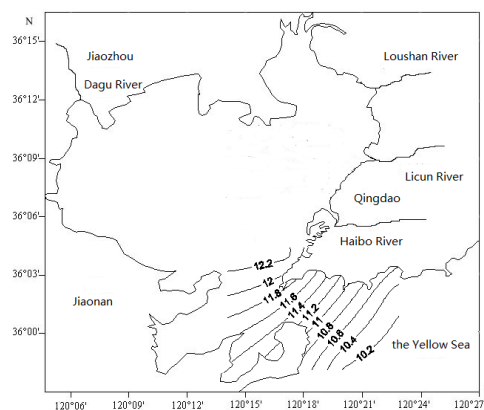 N
36°15'
Jiaozhou
Loushan River
Dagu River
36°12'
36°09'
Licun River
Qingdao
36°06'
Haibo River
12.2
36°03'
12
11.8
11.6
11.4
11.2
11
10.8
10.6
10.4
10.2
Jiaonan
36°00'
the Yellow Sea
120°06'
120°09'
120°12'
120°15'
120°18'
120°21'
120°24'
120°27'